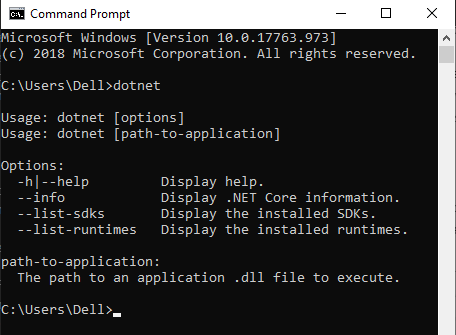 Command Prompt
Microsoft Windows [Version 10.0.17763.973]
(c) 2018 Microsoft Corporation. All rights reserved.
C:\Users\Dell>dotnet
Usage: dotnet [options]
Usage: dotnet [path-to-application]
Options:
  -h|--help         Display help.
  --info            Display .NET Core information.
  --list-sdks       Display the installed SDKs.
  --list-runtimes   Display the installed runtimes.
path-to-application:
  The path to an application .dll file to execute.
C:\Users\Dell>